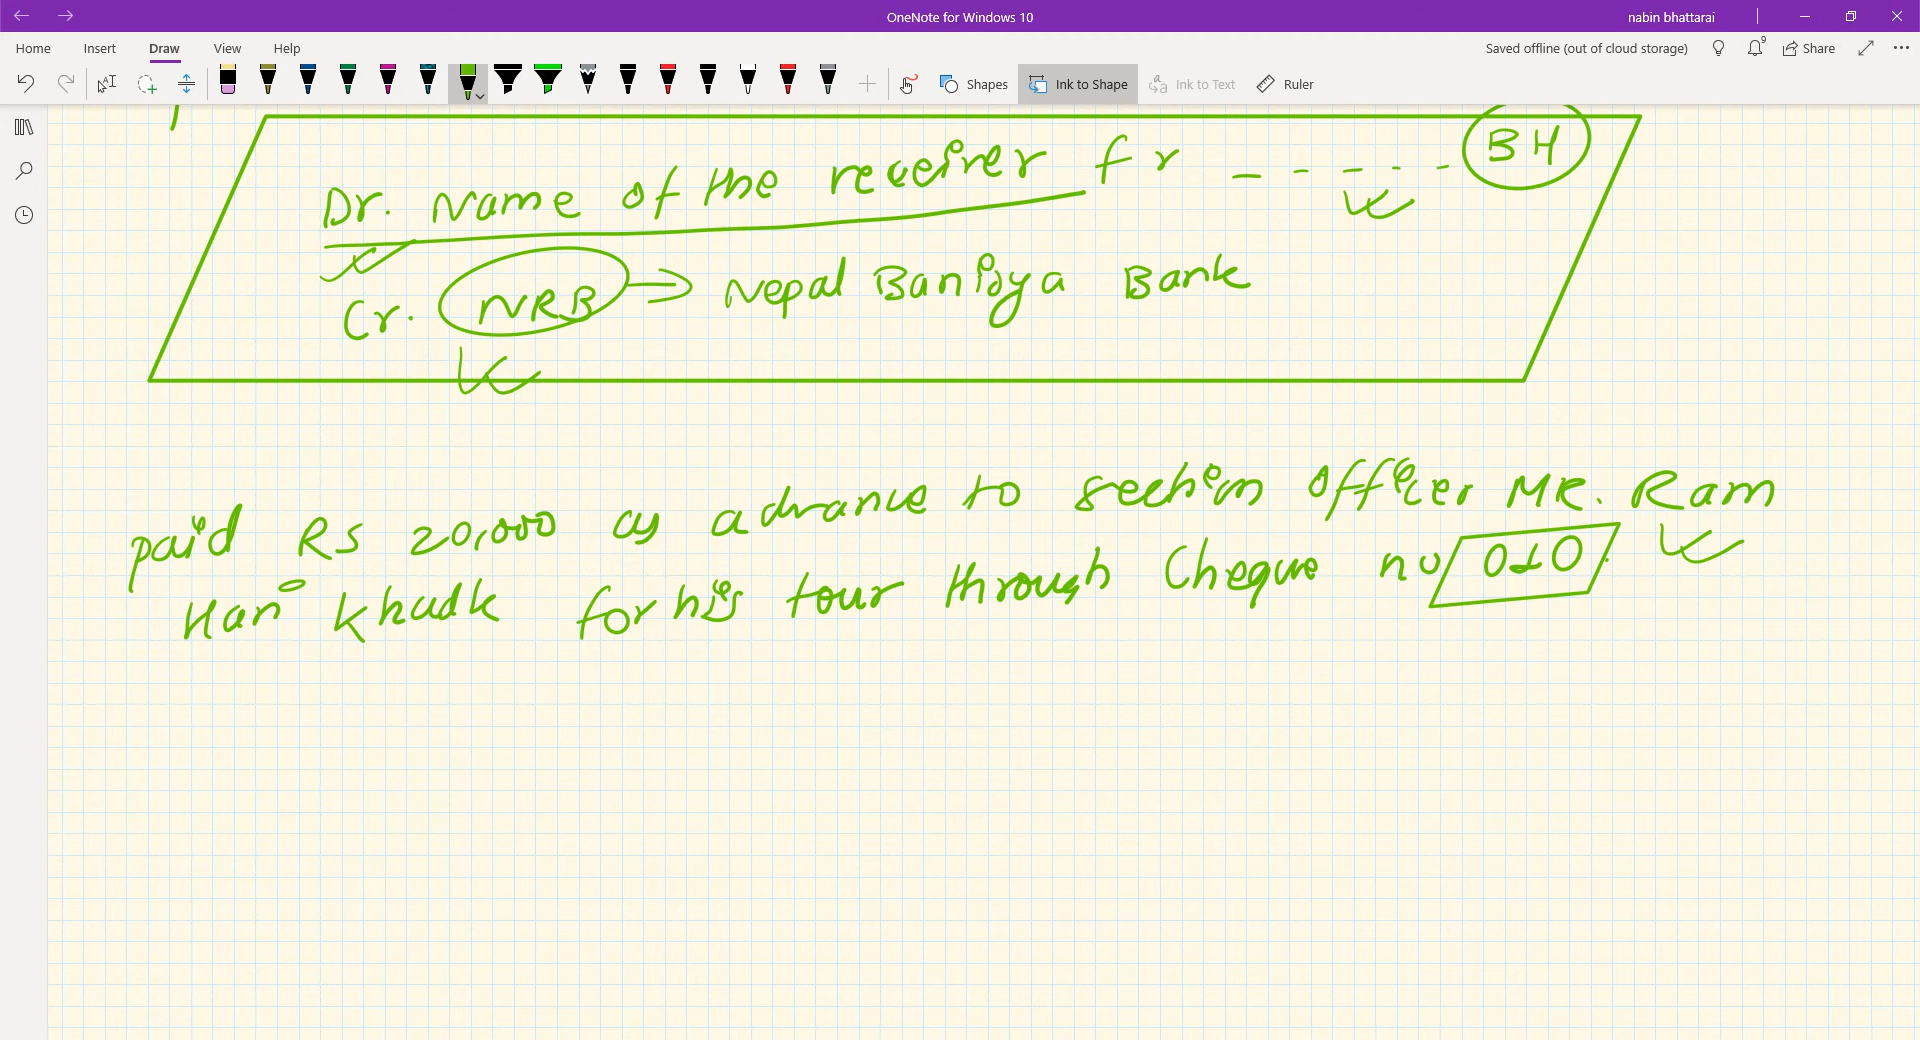 OneNote for Windows 10
nabin bhattarai
Home Insert Draw View Help
Saved offline (out of cloud storage)
9
Share
Shapes
Ink to Shape
Ink to Text
Ruler
Dr. Name of the receiver f r - - - - - - BH
Cr. NRB → Nepal Banijya Bank
paid Rs 20,000 as advance to section officer MR. Ram
Hari Khadk for his tour through Cheque no 010.